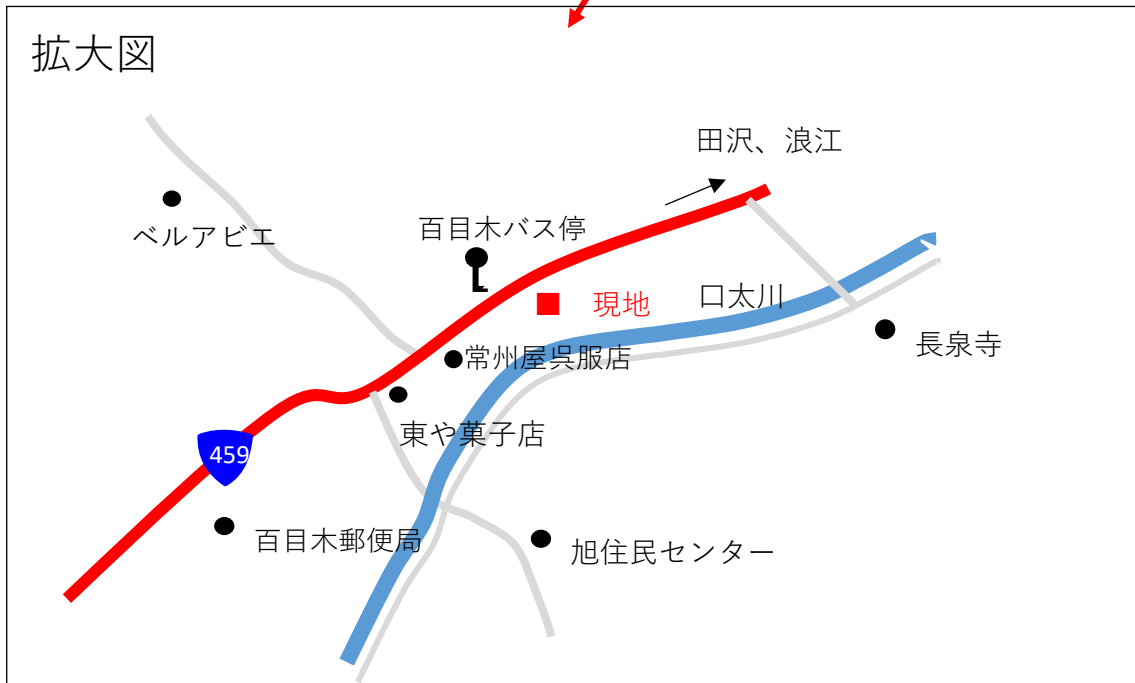 拡大図
田沢、浪江
百目木バス停
ベルアビエ
現地
口太川
長泉寺
常州屋呉服店
東や菓子店
459
百目木郵便局
旭住民センター